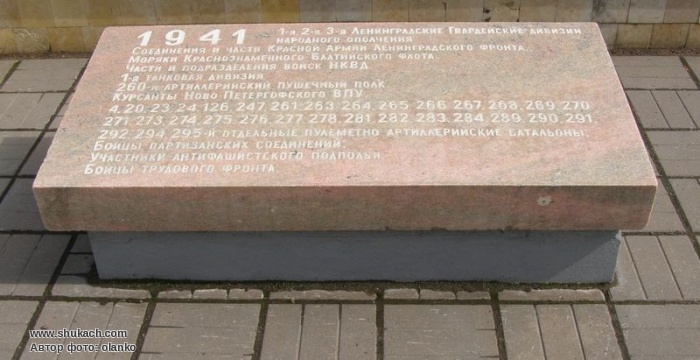 1941 1-я 2-я 3-я Ленинградские Гвардейские дивизии
народного ополчения
Соединения и части Красной Армии Ленинградского фронта.
Моряки Краснознаменного Балтийского флота.
Части и подразделения войск НКВД
1-я танковая дивизия
260-й артиллерийский пушечный полк
Курсанты Ново-Петергофского ВПУ
4, 20, 23, 24, 126, 247, 261, 263, 264, 265, 266, 267, 268, 269, 270
271, 273, 274, 275, 276, 277, 278, 281, 282, 283, 284, 289, 290, 291,
292, 294, 295-й отдельные пулеметно артиллерийские батальоны;
Бойцы партизанских соединений;
Участники антифашистского подполья
Бойцы трудового фронта
www.shukach.com
Автор фото: olanko